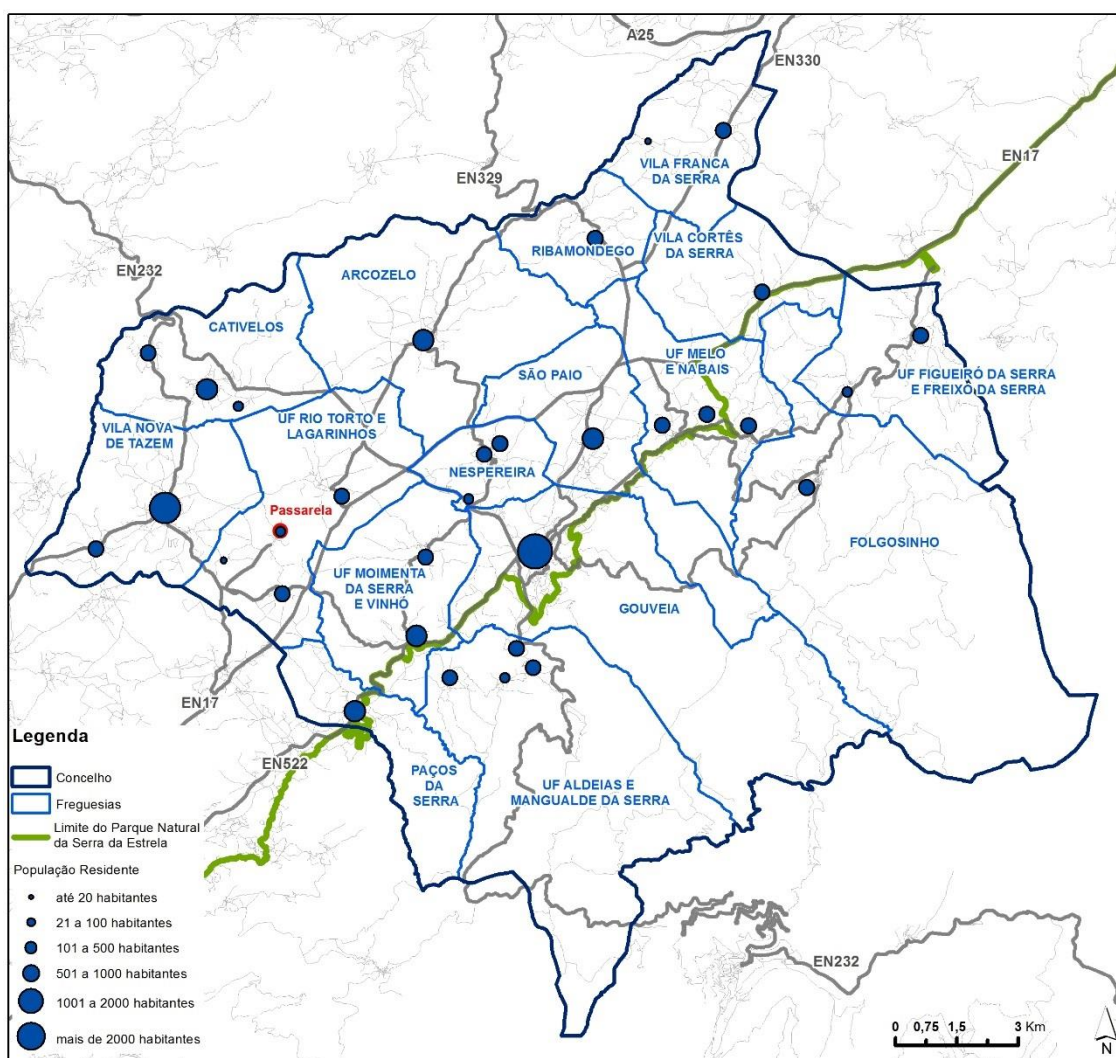 A25
EN330
EN17
VILA FRANCA
DA SERRA
EN329
RIBAMONDEGO
VILA CORTÊS
DA SERRA
EN232
ARCOZELO
CATIVELOS
SÃO PAIO
UF MELO
E NABAIS
UF FIGUEIRÓ DA SERRA
E FREIXO DA SERRA
VILA NOVA
DE TAZEM
UF RIO TORTO E
LAGARINHOS
NESPEREIRA
Passarela
FOLGOSINHO
UF MOIMENTA
DA SERRA
E VINHÓ
GOUVEIA
EN17
EN522
PAÇOS
DA
SERRA
UF ALDEIAS E
MANGUALDE DA SERRA
EN232
Legenda
Concelho
Freguesias
Limite do Parque Natural
da Serra da Estrela
População Residente
até 20 habitantes
21 a 100 habitantes
101 a 500 habitantes
501 a 1000 habitantes
1001 a 2000 habitantes
mais de 2000 habitantes
0 0,75 1,5 3 Km
N